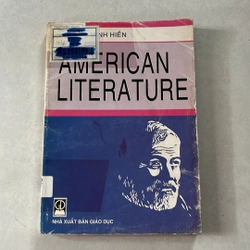 NH HIỀN
AMERICAN
LITERATURE
NHÀ XUẤT BẢN GIÁO DỤC